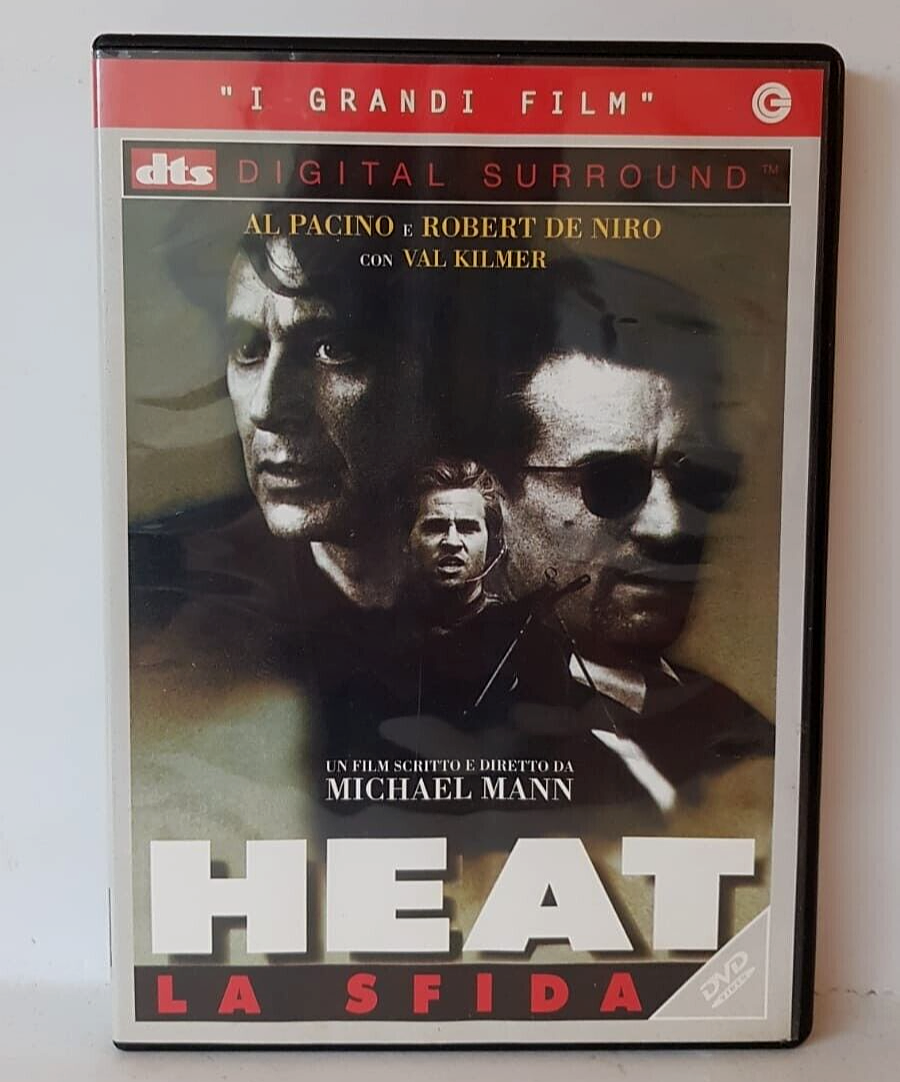 "I GRANDI FILM"
dts DIGITAL SURROUND™
AL PACINO E ROBERT DE NIRO
CON VAL KILMER
UN FILM SCRITTO E DIRETTO DA
MICHAEL MANN
HEAT
LA SFIDA
DVD
VIDEO